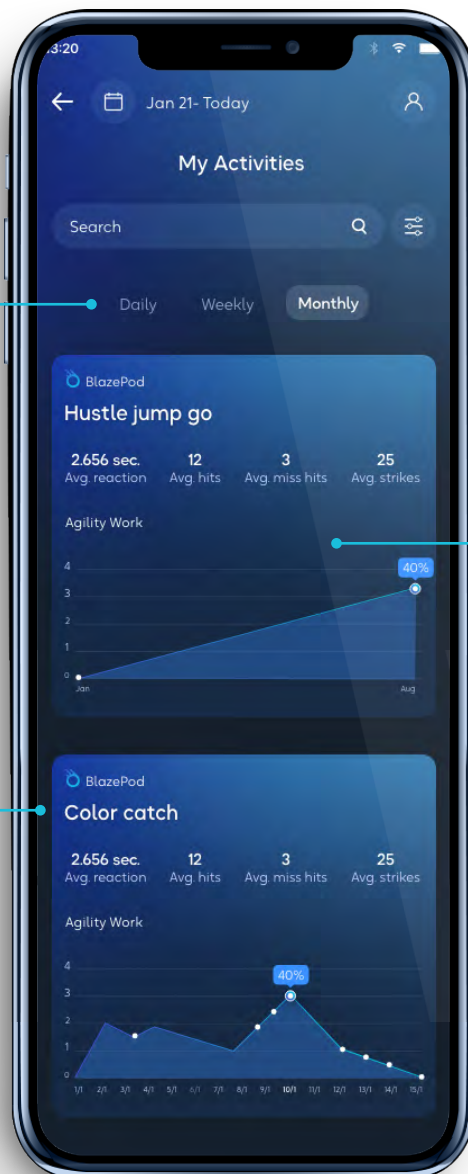 13:20
Jan 21- Today
My Activities
Search
Daily Weekly Monthly
BlazePod
Hustle jump go
2.656 sec. 12 3 25
Avg. reaction Avg. hits Avg. miss hits Avg. strikes
Agility Work
40%
4
3
2
1
0
Jan Aug
BlazePod
Color catch
2.656 sec. 12 3 25
Avg. reaction Avg. hits Avg. miss hits Avg. strikes
Agility Work
40%
4
3
2
1
0
1/1 2/1 3/1 4/1 5/1 6/1 7/1 8/1 9/1 10/1 11/1 12/1 13/1 14/1 15/1